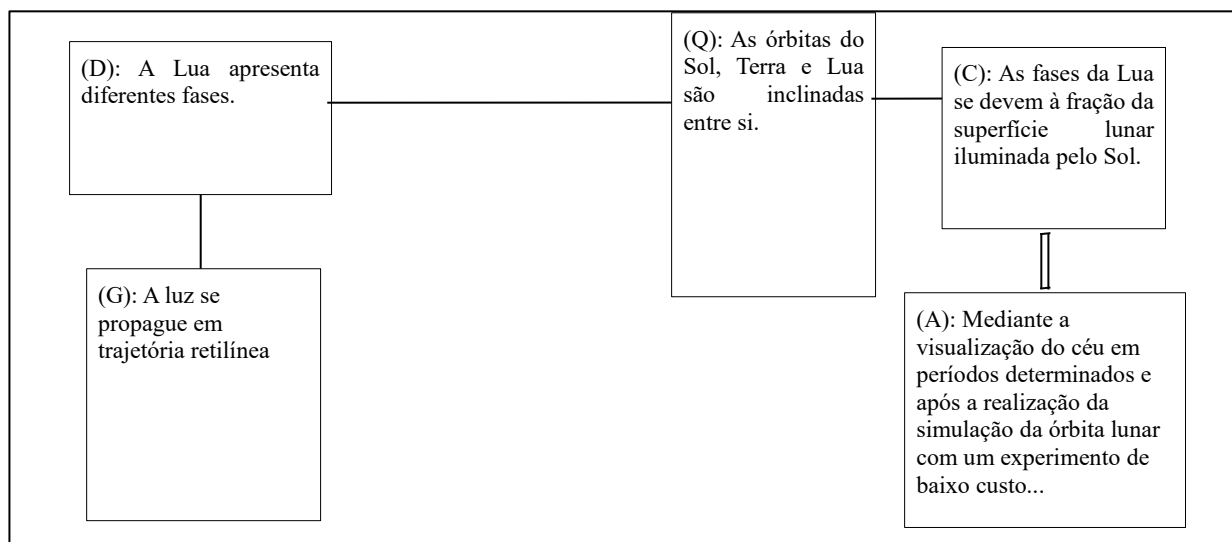 (D): A Lua apresenta
diferentes fases.
(Q): As órbitas do
Sol, Terra e Lua
são inclinadas
entre si.
(C): As fases da Lua
se devem à fração da
superfície lunar
iluminada pelo Sol.
(G): A luz se
propague em
trajetória retilínea
(A): Mediante a
visualização do céu em
períodos determinados e
após a realização da
simulação da órbita lunar
com um experimento de
baixo custo...